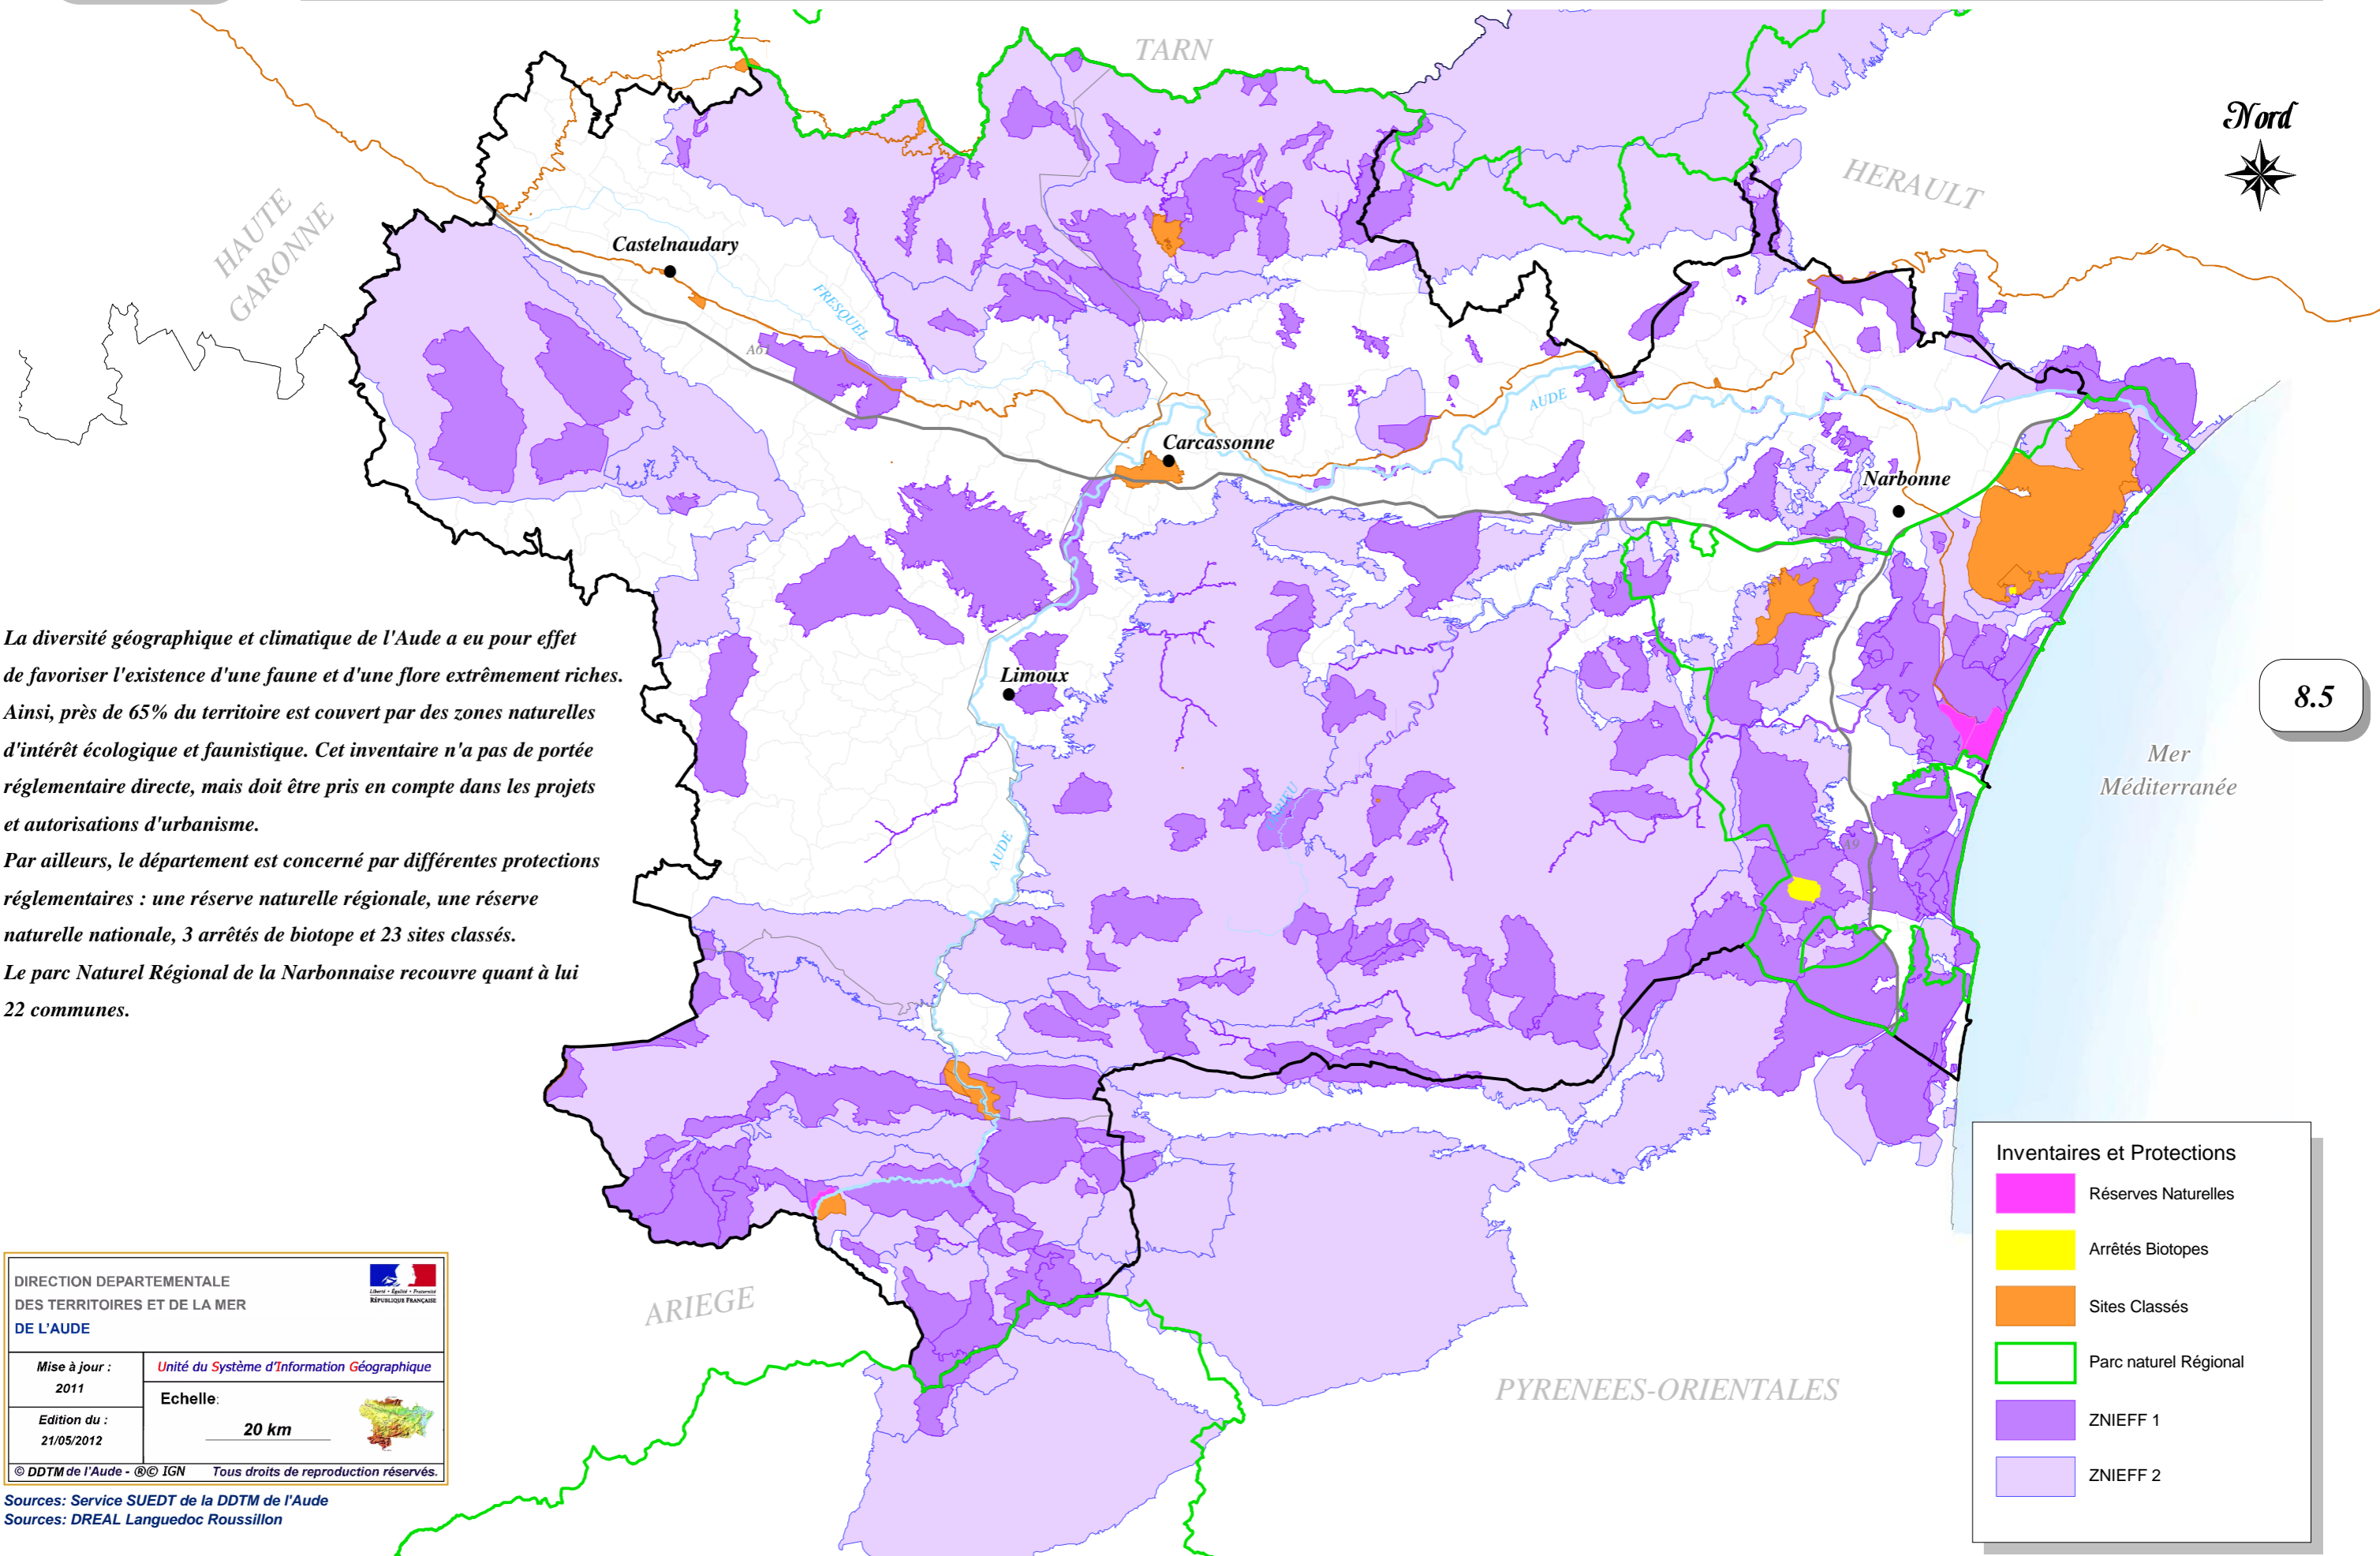 TARN
Nord
HERAULT
HAUTE
GARONNE
Castelnaudary
FRESQUEL
A61
AUDE
Carcassonne
Narbonne
La diversité géographique et climatique de l'Aude a eu pour effet
de favoriser l'existence d'une faune et d'une flore extrêmement riches.
Ainsi, près de 65% du territoire est couvert par des zones naturelles
d'intérêt écologique et faunistique. Cet inventaire n'a pas de portée
réglementaire directe, mais doit être pris en compte dans les projets
et autorisations d'urbanisme.
Par ailleurs, le département est concerné par différentes protections
réglementaires : une réserve naturelle régionale, une réserve
naturelle nationale, 3 arrêtés de biotope et 23 sites classés.
Le parc Naturel Régional de la Narbonnaise recouvre quant à lui
22 communes.
Limoux
8.5
Mer
Méditerranée
ORBIEU
AUDE
A9
Inventaires et Protections
Réserves Naturelles
Arrêtés Biotopes
Sites Classés
Parc naturel Régional
ZNIEFF 1
ZNIEFF 2
ARIEGE
PYRENEES-ORIENTALES
DIRECTION DEPARTEMENTALE
DES TERRITOIRES ET DE LA MER
DE L'AUDE
Liberté • Égalité • Fraternité
RÉPUBLIQUE FRANÇAISE
Mise à jour :
2011
Unité du Système d'Information Géographique
Echelle:
20 km
Edition du :
21/05/2012
© DDTM de l'Aude - ®© IGN Tous droits de reproduction réservés.
Sources: Service SUEDT de la DDTM de l'Aude
Sources: DREAL Languedoc Roussillon